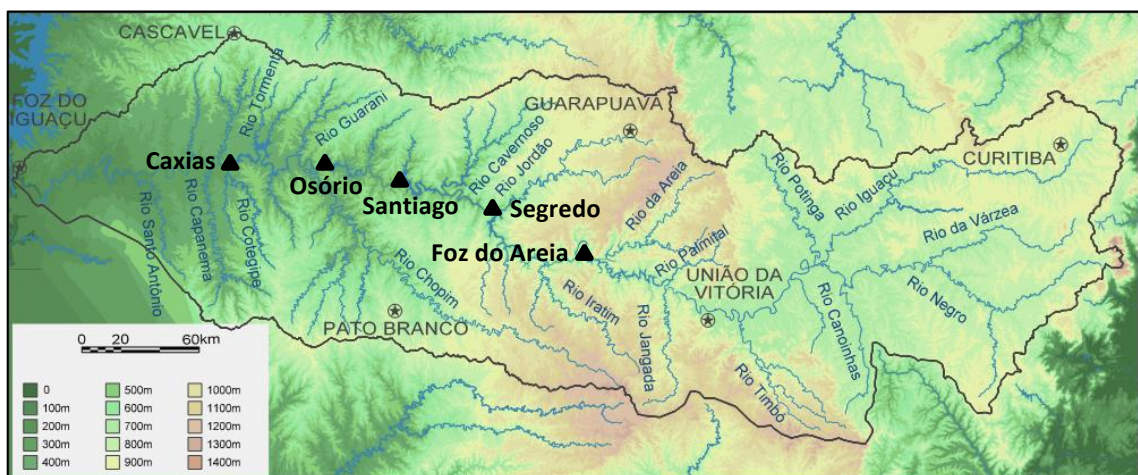 CASCAVEL
FOZ DO
IGUAÇU
Rio Tormenta
Rio Guarani
GUARAPUAVA
Rio Cavernoso
Rio Jordão
CURITIBA
Caxias
Osório
Santiago
Segredo
Foz do Areia
Rio da Areia
Rio Potinga
Rio Iguaçu
Rio da Várzea
Rio Santo Antônio
Rio Capanema
Rio Cotegipe
Rio Chopim
Rio Palmital
UNIÃO DA
VITÓRIA
Rio Negro
Rio Iratim
Rio Jangada
Rio Canoinhas
Rio Timbó
PATO BRANCO
0 20 60km
0 500m 1000m
100m 600m 1100m
200m 700m 1200m
300m 800m 1300m
400m 900m 1400m